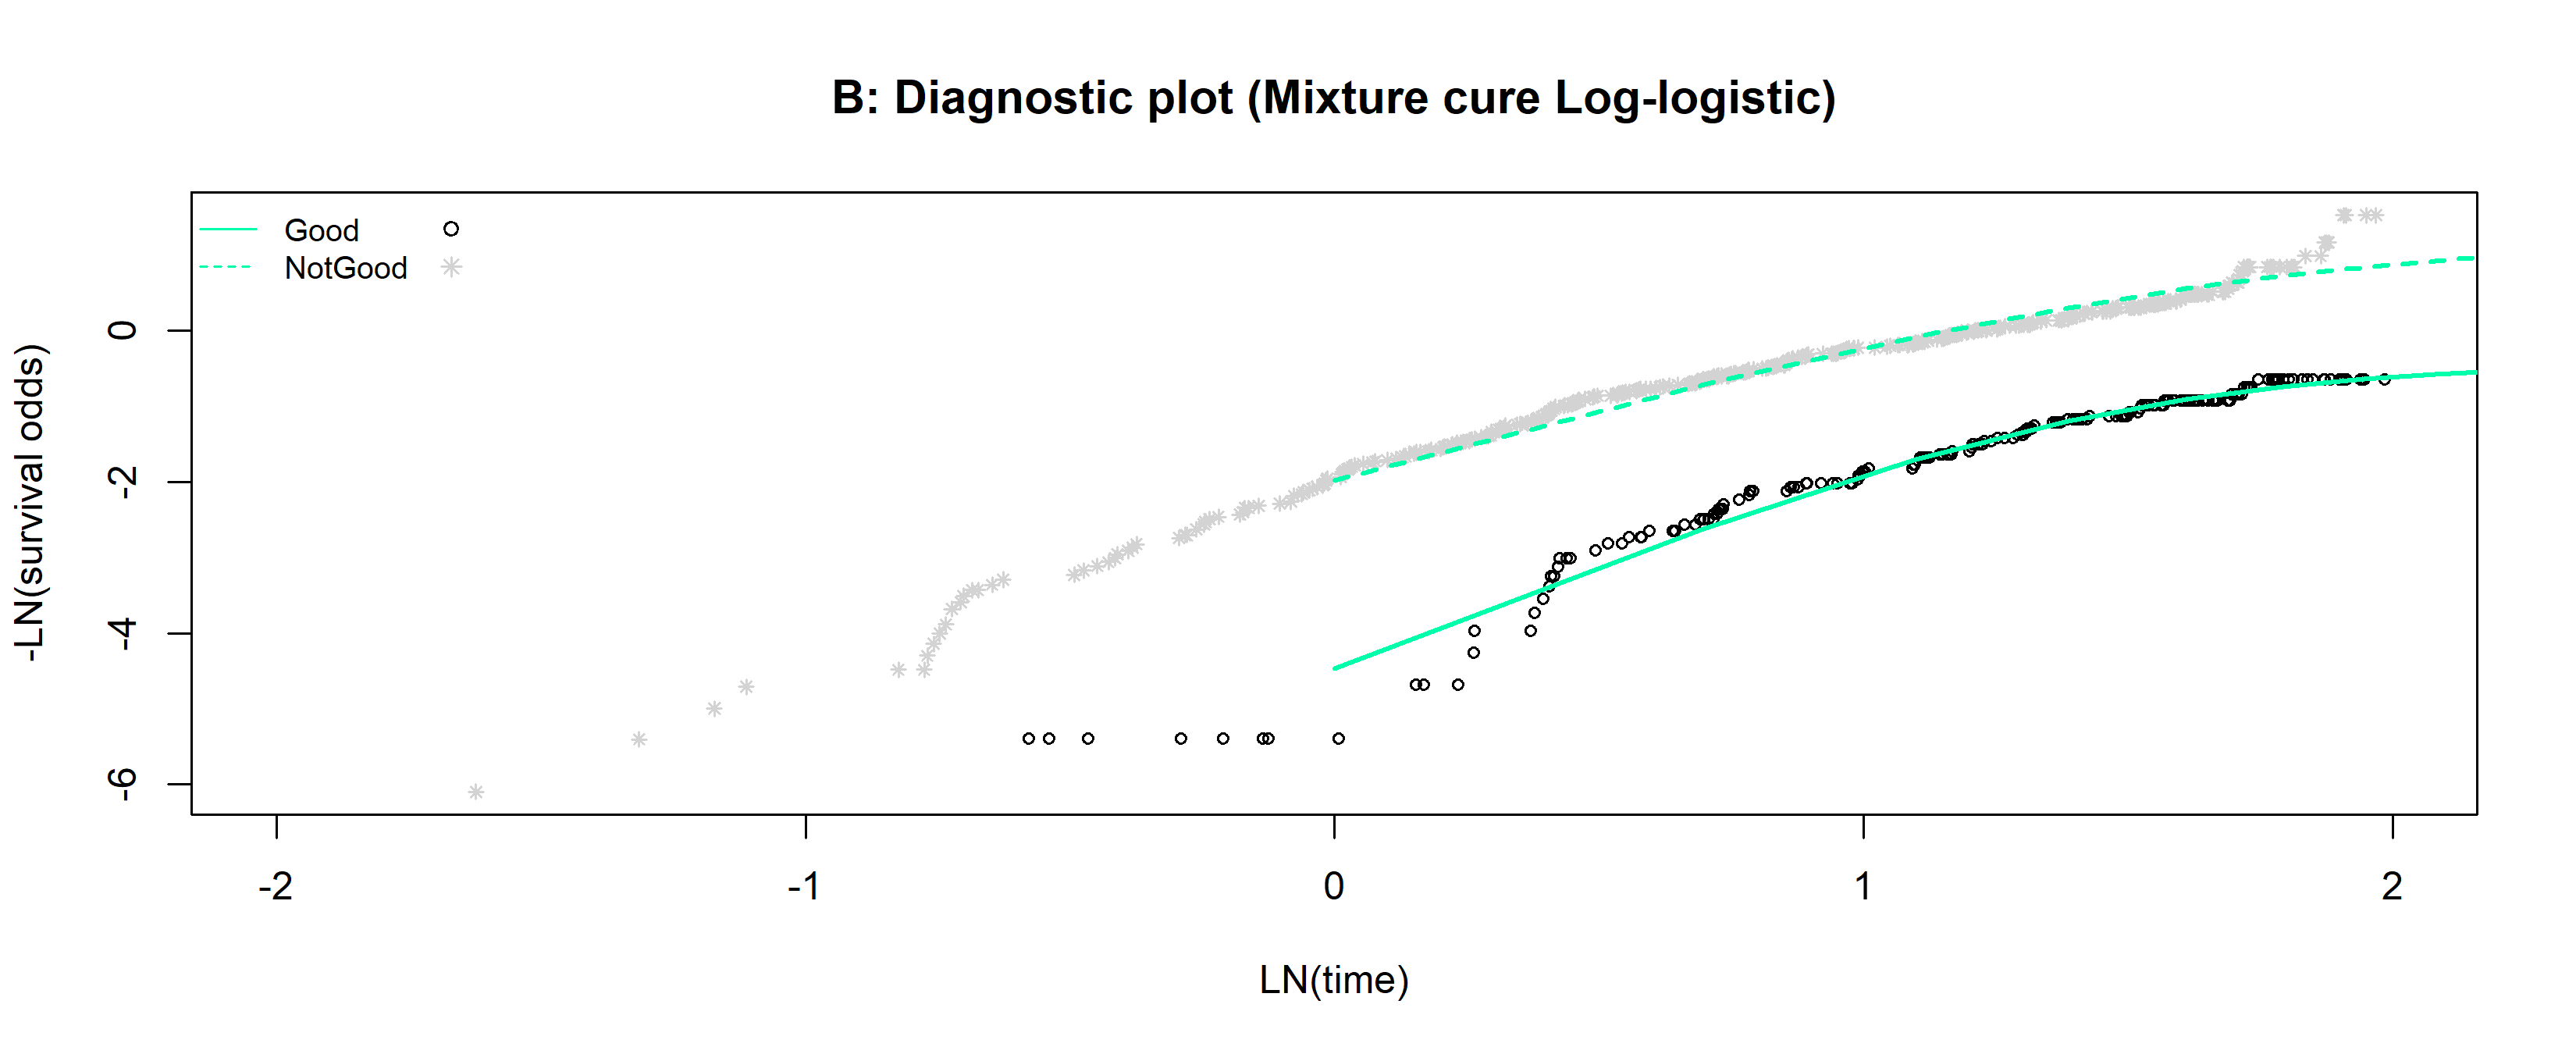 B: Diagnostic plot (Mixture cure Log-logistic)
Good
NotGood
-LN(survival odds)
0
-2
-4
-6
-2
-1
0
1
2
LN(time)